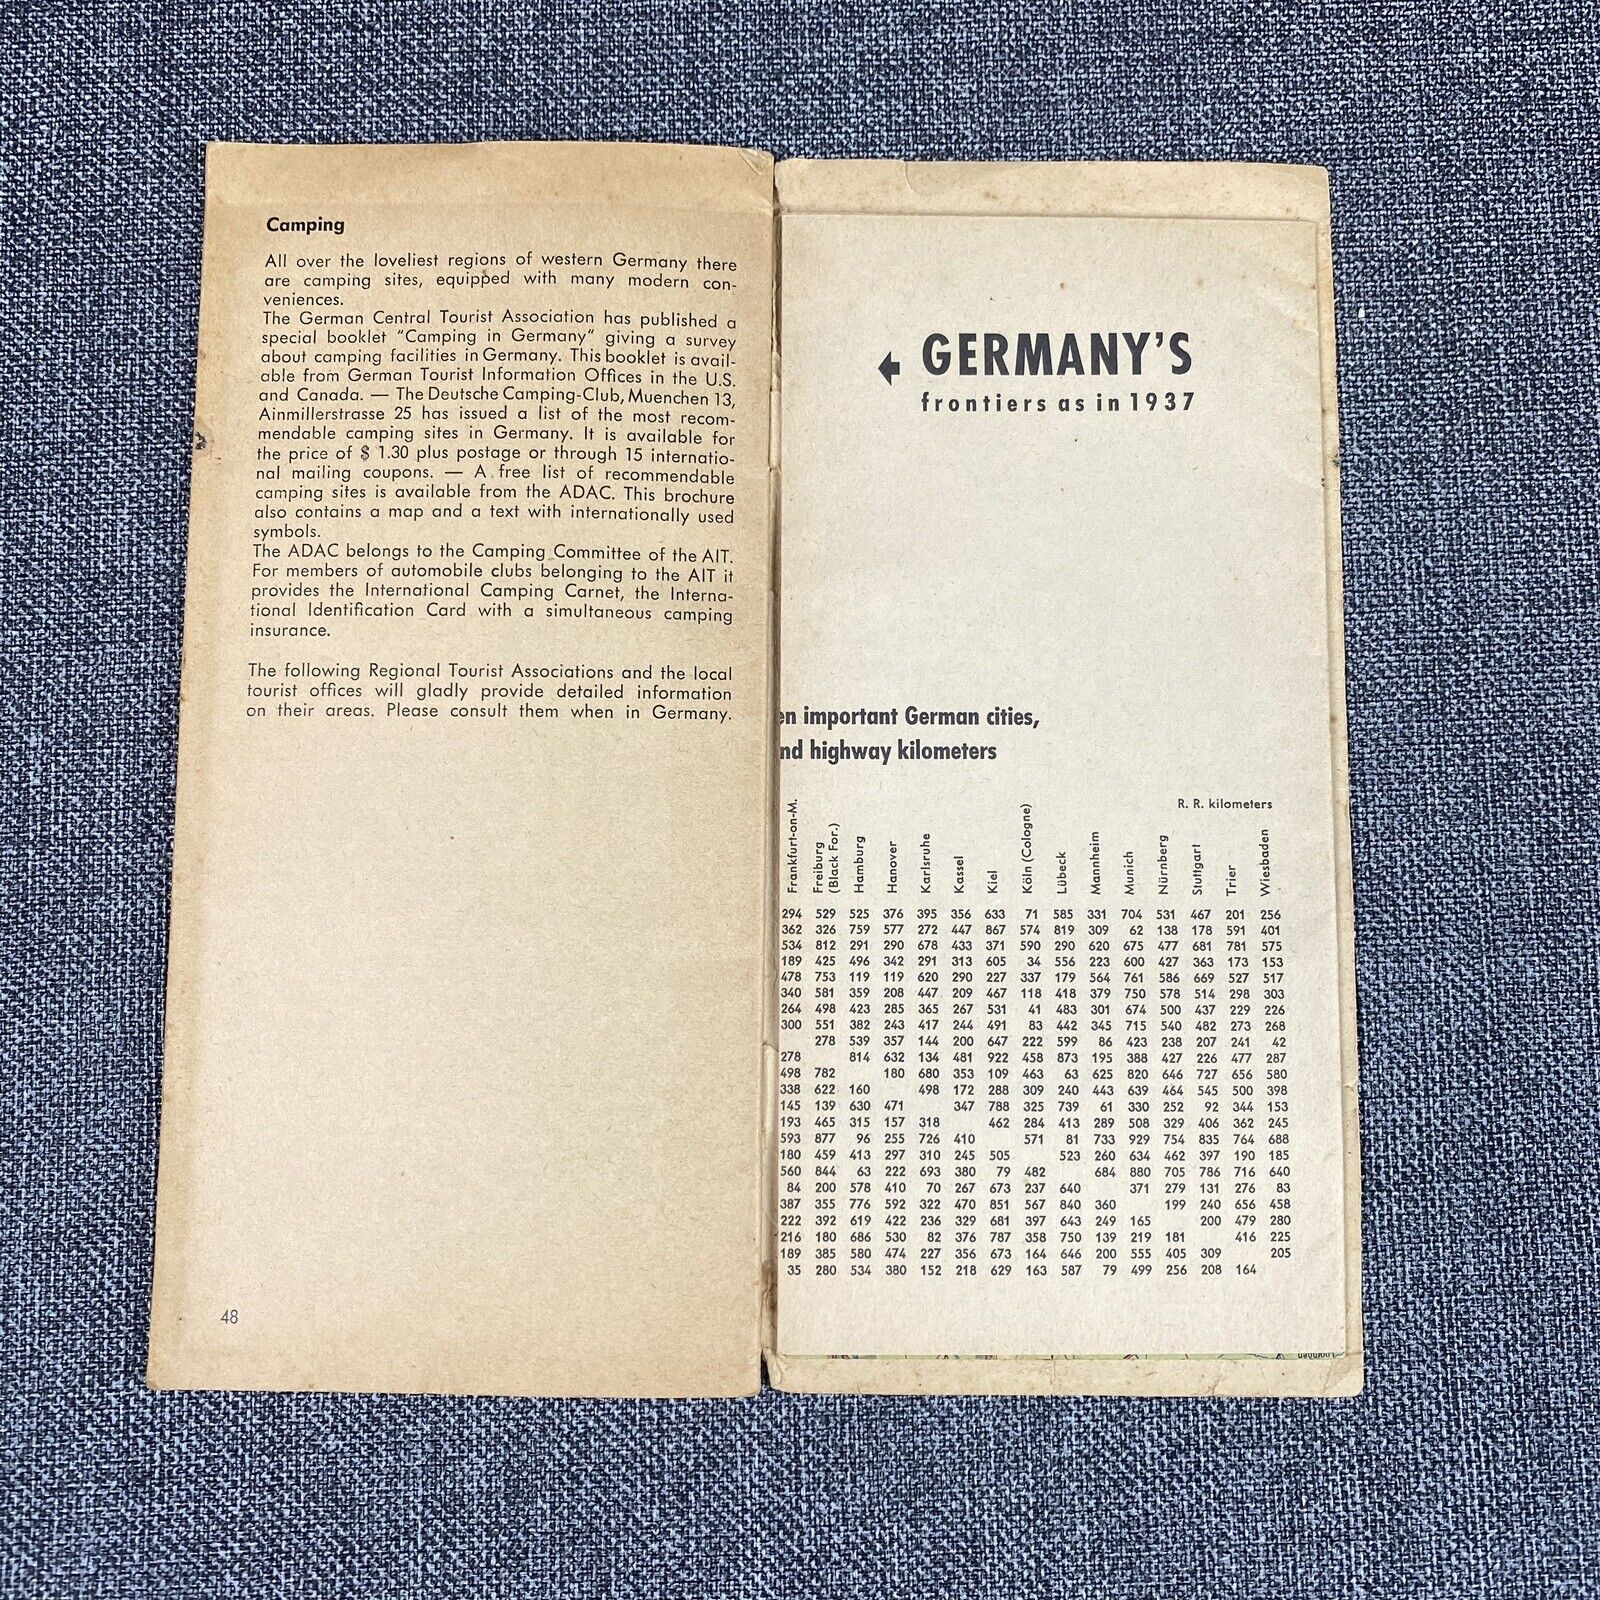 Camping
All over the loveliest regions of western Germany there
are camping sites, equipped with many modern con-
veniences.
The German Central Tourist Association has published a
special booklet "Camping in Germany" giving a survey
about camping facilities in Germany. This booklet is avail-
able from German Tourist Information Offices in the U.S.
and Canada. — The Deutsche Camping-Club, Muenchen 13,
Ainmillerstrasse 25 has issued a list of the most recom-
mendable camping sites in Germany. It is available for
the price of $ 1.30 plus postage or through 15 internatio-
nal mailing coupons. — A free list of recommendable
camping sites is available from the ADAC. This brochure
also contains a map and a text with internationally used
symbols.
The ADAC belongs to the Camping Committee of the AIT.
For members of automobile clubs belonging to the AIT it
provides the International Camping Carnet, the Interna-
tional Identification Card with a simultaneous camping
insurance.
The following Regional Tourist Associations and the local
tourist offices will gladly provide detailed information
on their areas. Please consult them when in Germany.
48
GERMANY'S
frontiers as in 1937
en important German cities,
nd highway kilometers
R. R. kilometers
Frankfurt-on-M. Freiburg (Black For.) Hamburg Hanover Karlsruhe Kassel Kiel Köln (Cologne) Lübeck Mannheim Munich Nürnberg Stuttgart Trier Wiesbaden
294 529 525 376 395 356 633 71 585 331 704 531 467 201 256
362 326 759 577 272 447 867 574 819 309 62 138 178 591 401
534 812 291 290 678 433 371 590 290 620 675 477 681 781 575
189 425 496 342 291 313 605 34 556 223 600 427 363 173 153
478 753 119 119 620 290 227 337 179 564 761 586 669 527 517
340 581 359 208 447 209 467 118 418 379 750 578 514 298 303
264 498 423 285 365 267 531 41 483 301 674 500 437 229 226
300 551 382 243 417 244 491 83 442 345 715 540 482 273 268
278 539 357 144 200 647 222 599 86 423 238 207 241 42
278 814 632 134 481 922 458 873 195 388 427 226 477 287
498 782 180 680 353 109 463 63 625 820 646 727 656 580
338 622 160 498 172 288 309 240 443 639 464 545 500 398
145 139 630 471 347 788 325 739 61 330 252 92 344 153
193 465 315 157 318 462 284 413 289 508 329 406 362 245
593 877 96 255 726 410 571 81 733 929 754 835 764 688
180 459 413 297 310 245 505 523 260 634 462 397 190 185
560 844 63 222 693 380 79 482 684 880 705 786 716 640
84 200 578 410 70 267 673 237 640 371 279 131 276 83
387 355 776 592 322 470 851 567 840 360 199 240 656 458
222 392 619 422 236 329 681 397 643 249 165 200 479 280
216 180 686 530 82 376 787 358 750 139 219 181 416 225
189 385 580 474 227 356 673 164 646 200 555 405 309 205
35 280 534 380 152 218 629 163 587 79 499 256 208 164